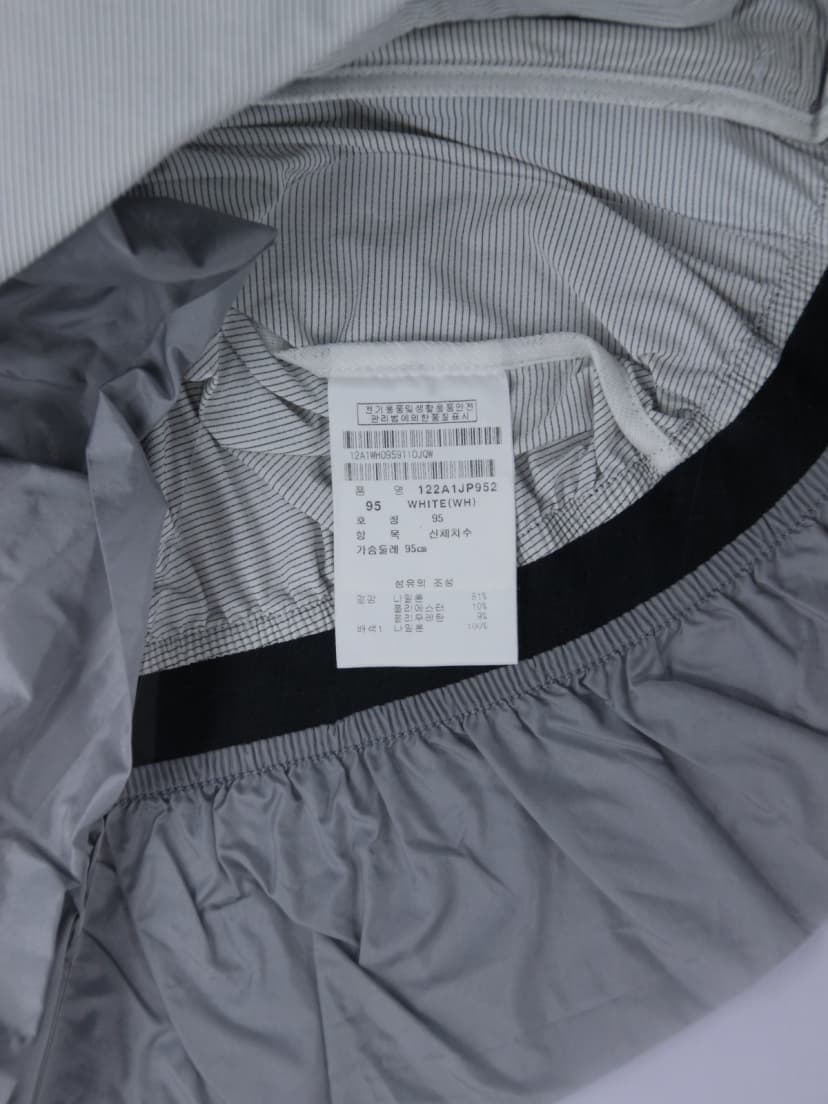 전기용품및생활용품안전
관리법에의한품질표시
12A1WH0959110JQW
품 명 122A1JP952
95 WHITE(WH)
호 칭 95
항 목 신체치수
가슴둘레 95㎝
섬유의 조성
겉감 나일론 81%
폴리에스터 10%
폴리우레탄 9%
배색1 나일론 100%